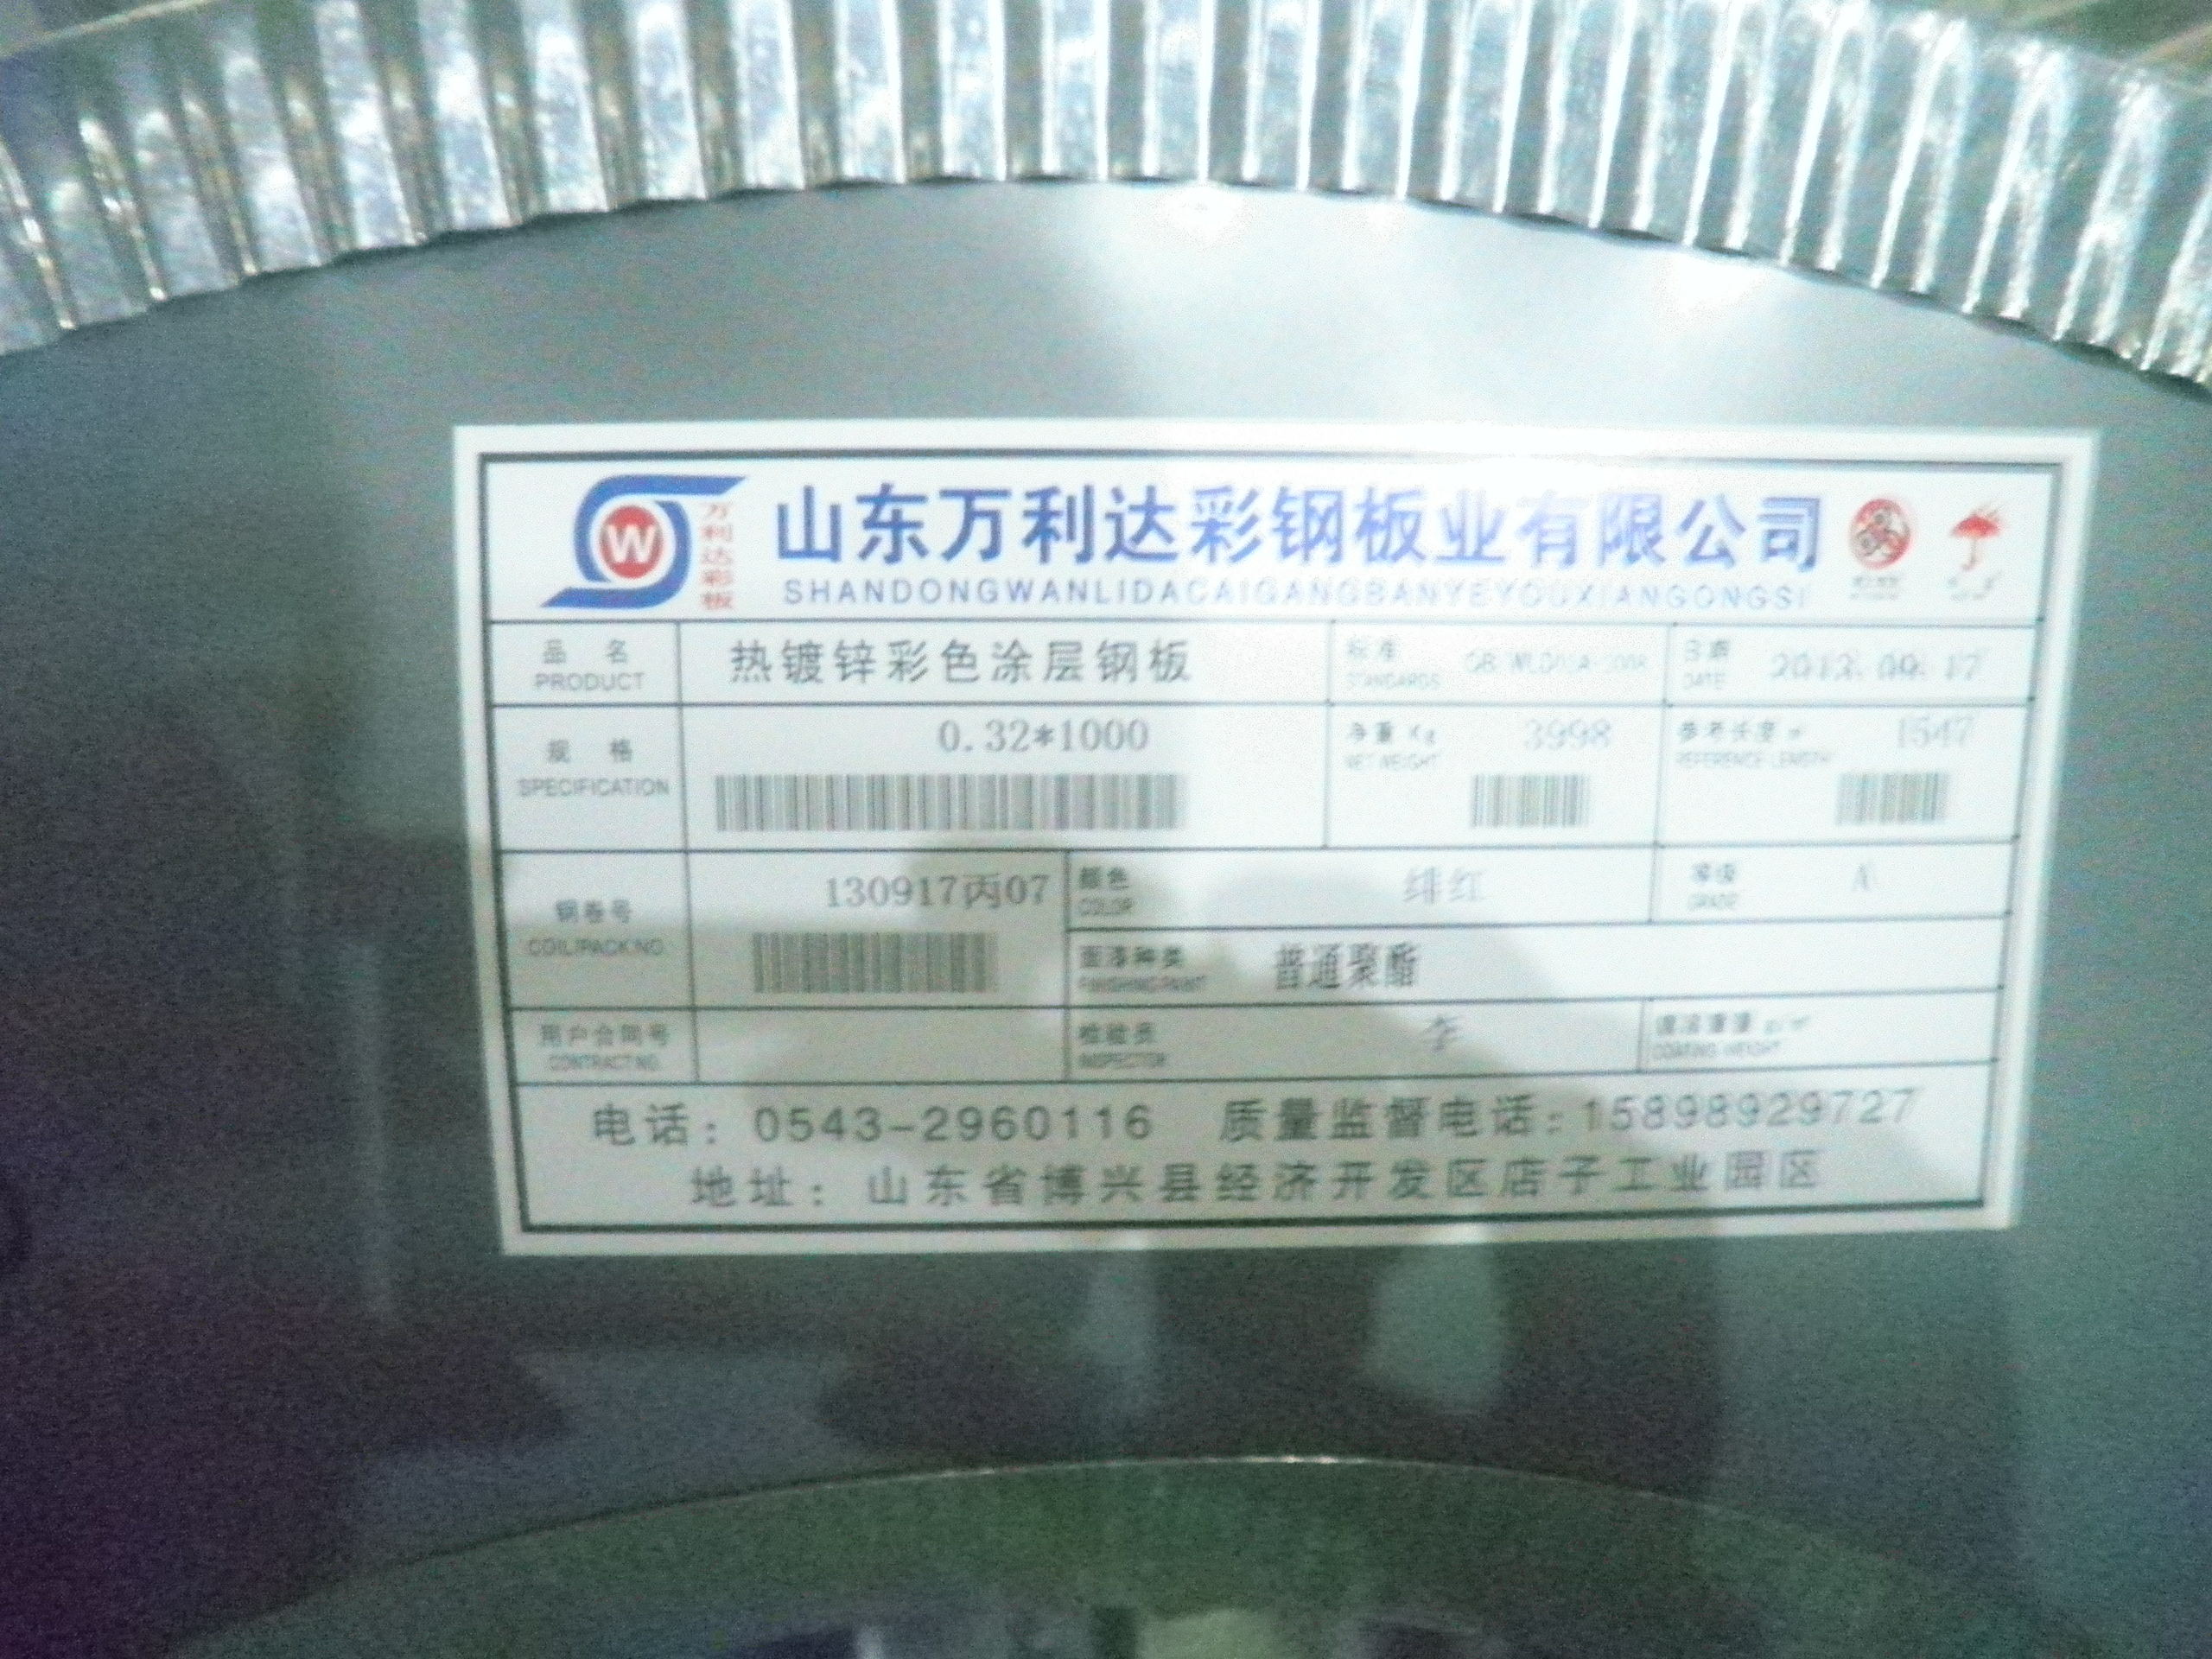 W
万利达彩板
山东万利达彩钢板业有限公司
SHANDONGWANLIDACAIGANGBANYEYOUXIANGONGSI
品 名 热镀锌彩色涂层钢板 标准 日期 2013.09.17
PRODUCT STANDARDS DATE
规 格 0.32*1000 净量 Kg 3998 参考长度 m 1547
SPECIFICATION NET WEIGHT REFERENCE LENGTH
钢卷号 130917丙07 颜色 绯红 等级 A
COIL/PACK NO. COLOR GRADE
面漆种类 普通聚酯
FINISHING PAINT
用户合同号 检验员 李
CONTRACT NO. INSPECTOR COATING WEIGHT
电话：0543-2960116 质量监督电话：15898929727
地址：山东省博兴县经济开发区店子工业园区